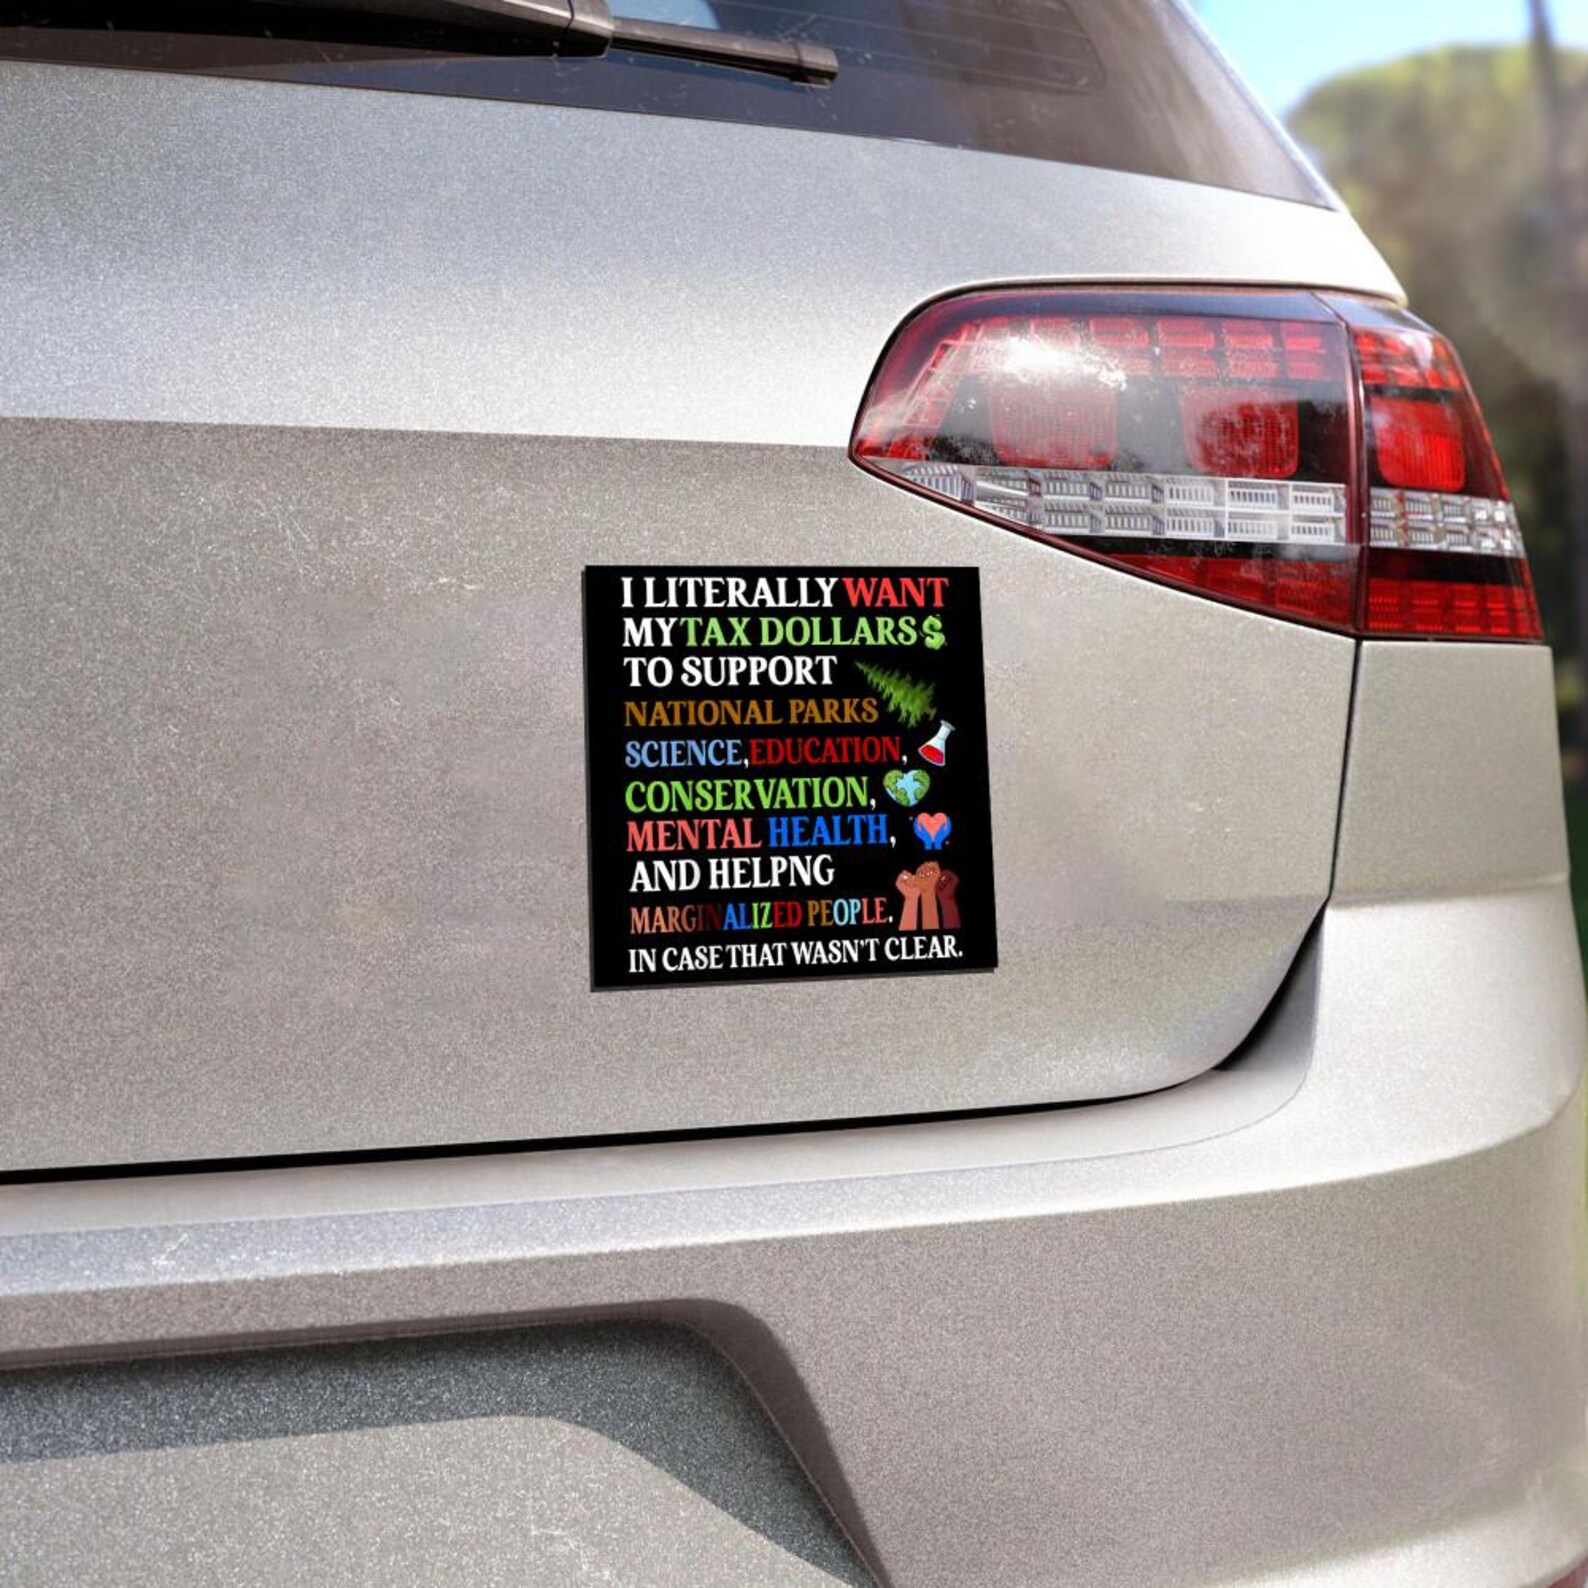 I LITERALLY WANT
MY TAX DOLLARS $
TO SUPPORT
NATIONAL PARKS
SCIENCE, EDUCATION,
CONSERVATION,
MENTAL HEALTH,
AND HELPNG
MARGINALIZED PEOPLE.
IN CASE THAT WASN'T CLEAR.